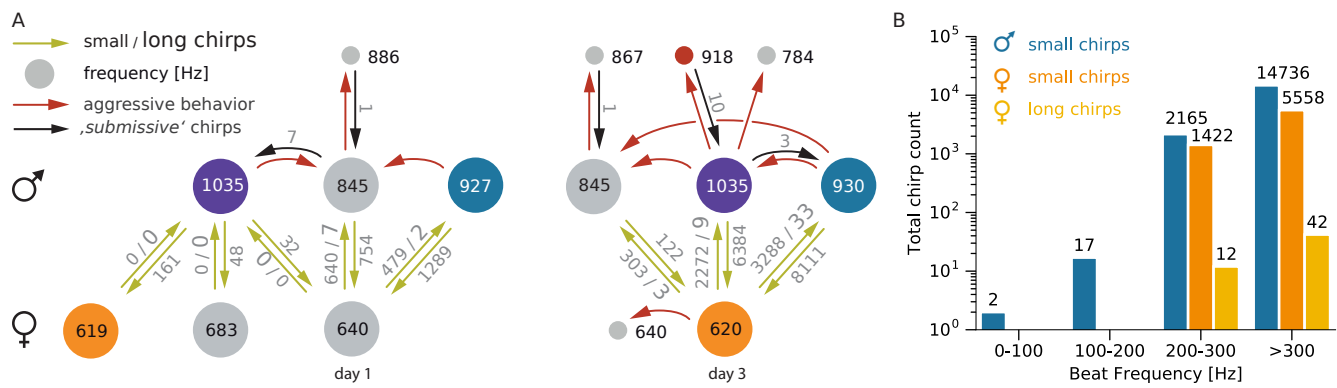 A
small / long chirps
frequency [Hz]
aggressive behavior
‚submissive‘ chirps
886
1
7
♂
1035
845
927
0 / 0
161
0 / 0
48
32
0 / 0
640 / 7
754
479 / 2
1289
♀
619
683
640
day 1
867
918
784
1
10
3
845
1035
930
122
303 / 3
2272 / 9
6384
3288 / 33
8111
640
620
day 3
B
♂ small chirps
♀ small chirps
♀ long chirps
Total chirp count
10⁵
10⁴
10³
10²
10¹
10⁰
2
17
2165
1422
12
14736
5558
42
0-100
100-200
200-300
>300
Beat Frequency [Hz]